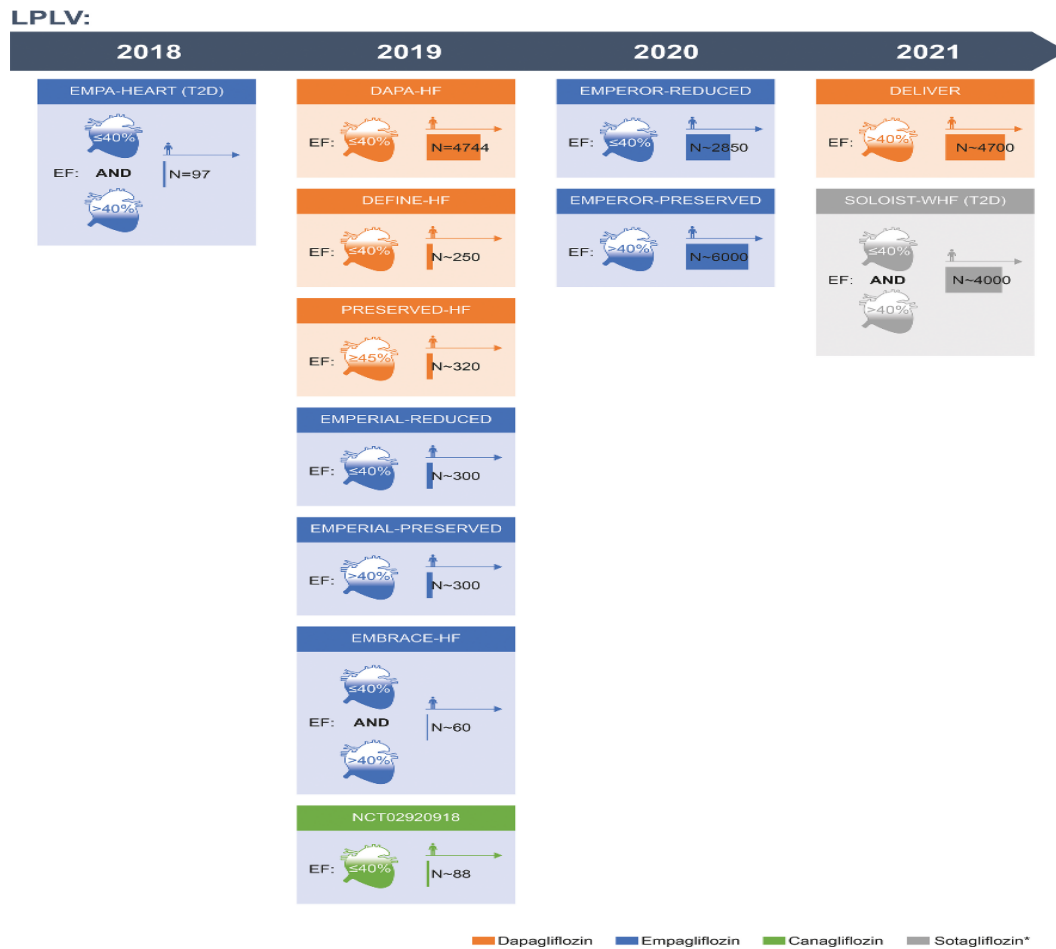 LPLV:
2018 2019 2020 2021
EMPA-HEART (T2D)
≤40%
EF: AND N=97
>40%
DAPA-HF
EF: ≤40% N=4744
DEFINE-HF
EF: ≤40% N~250
PRESERVED-HF
EF: ≥45% N~320
EMPERIAL-REDUCED
EF: ≤40% N~300
EMPERIAL-PRESERVED
EF: >40% N~300
EMBRACE-HF
≤40%
EF: AND N~60
>40%
NCT02920918
EF: ≤40% N~88
EMPEROR-REDUCED
EF: ≤40% N~2850
EMPEROR-PRESERVED
EF: >40% N~6000
DELIVER
EF: >40% N~4700
SOLOIST-WHF (T2D)
≤40%
EF: AND N~4000
>40%
Dapagliflozin Empagliflozin Canagliflozin Sotagliflozin*